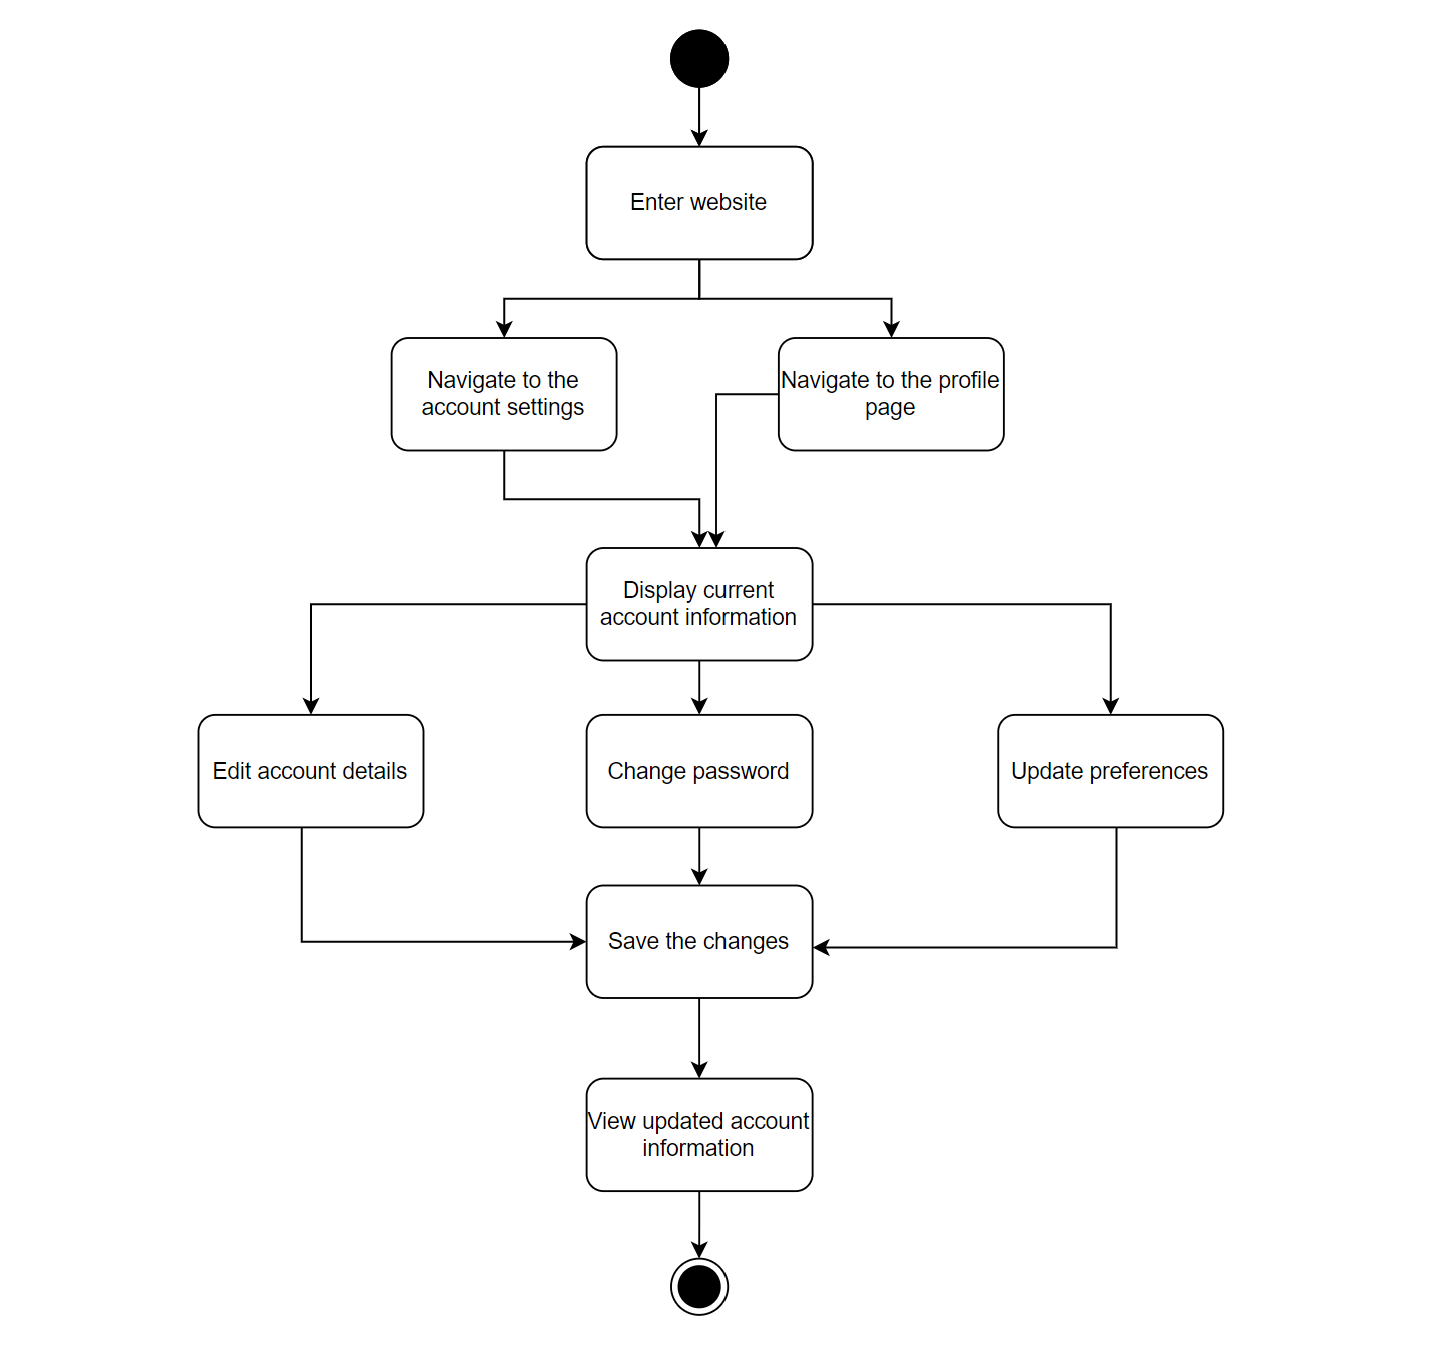 Enter website
Navigate to the
account settings
Navigate to the profile
page
Display current
account information
Edit account details
Change password
Update preferences
Save the changes
View updated account
information